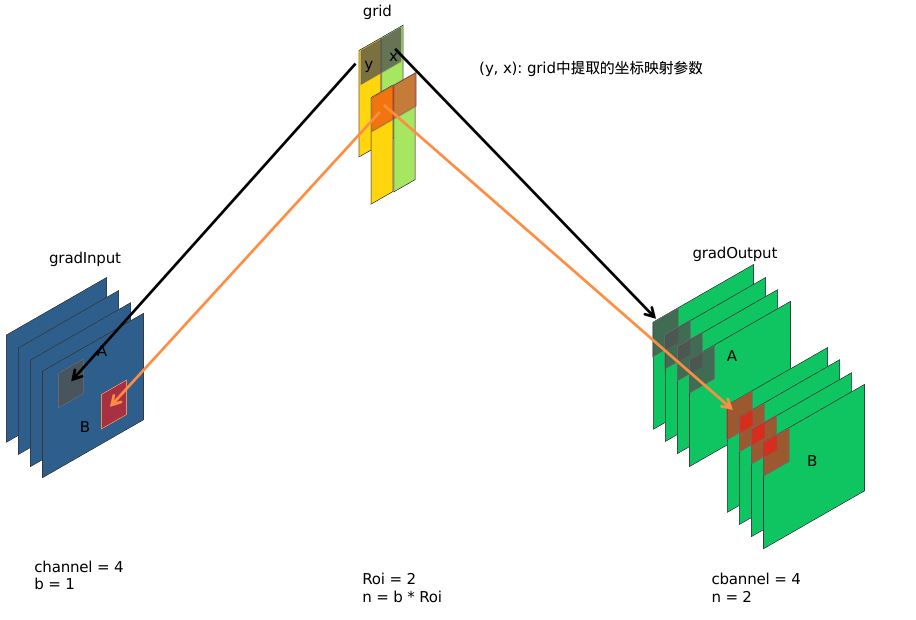 grid
y x
(y, x): grid中提取的坐标映射参数
gradInput
gradOutput
A
B
A
B
channel = 4
b = 1
Roi = 2
n = b * Roi
cbannel = 4
n = 2